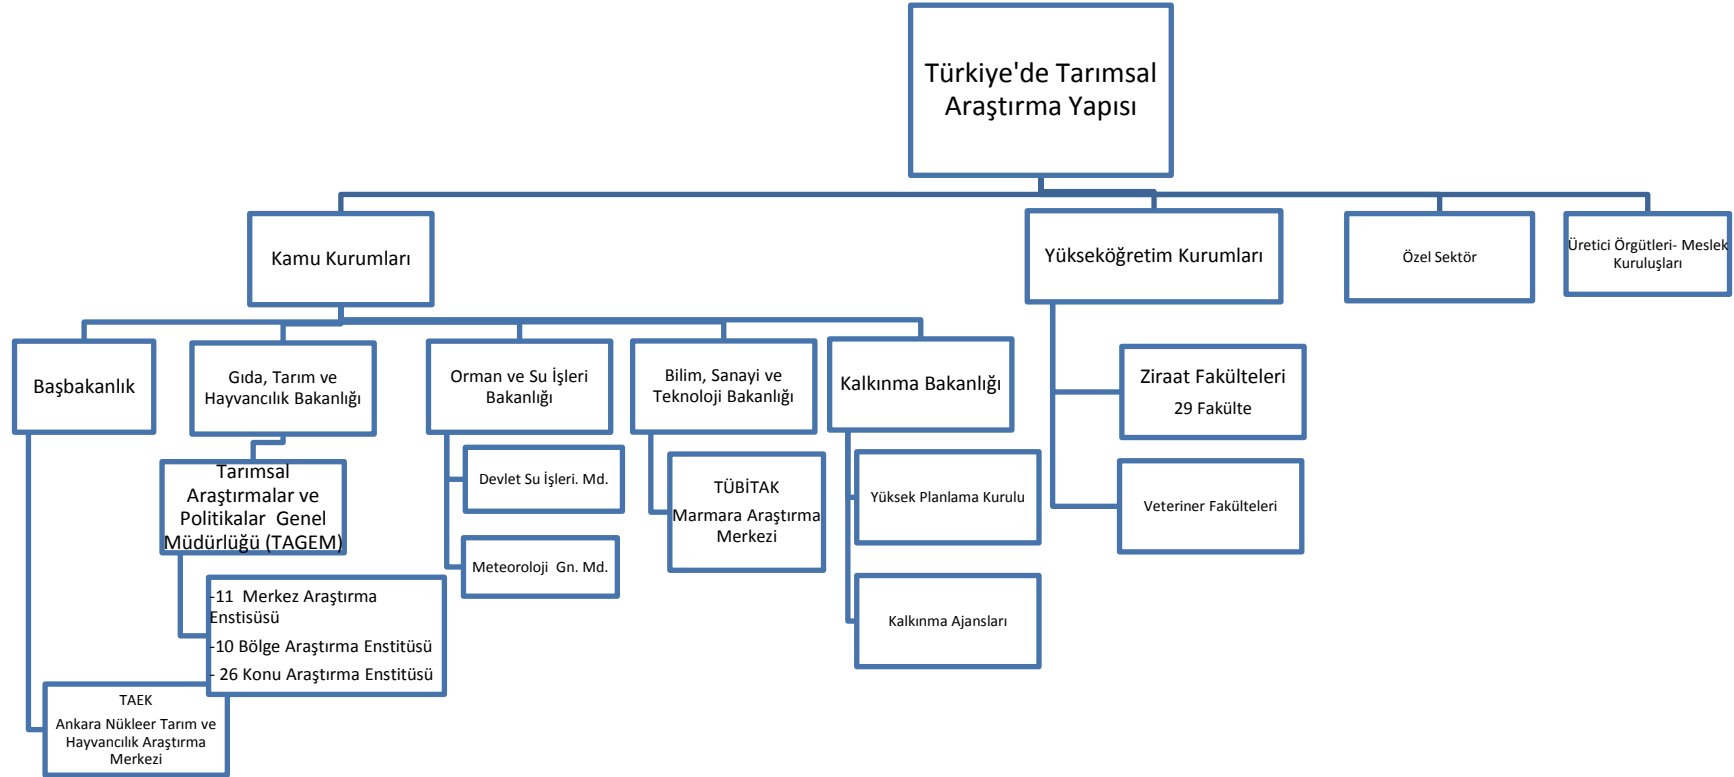 Türkiye'de Tarımsal
Araştırma Yapısı
Kamu Kurumları
Yükseköğretim Kurumları
Özel Sektör
Üretici Örgütleri- Meslek
Kuruluşları
Başbakanlık
Gıda, Tarım ve
Hayvancılık Bakanlığı
Orman ve Su İşleri
Bakanlığı
Bilim, Sanayi ve
Teknoloji Bakanlığı
Kalkınma Bakanlığı
Ziraat Fakülteleri
29 Fakülte
Tarımsal
Araştırmalar ve
Politikalar Genel
Müdürlüğü (TAGEM)
Devlet Su İşleri. Md.
TÜBİTAK
Marmara Araştırma
Merkezi
Yüksek Planlama Kurulu
Veteriner Fakülteleri
Meteoroloji Gn. Md.
-11 Merkez Araştırma
Enstisüsü
-10 Bölge Araştırma Enstitüsü
- 26 Konu Araştırma Enstitüsü
Kalkınma Ajansları
TAEK
Ankara Nükleer Tarım ve
Hayvancılık Araştırma
Merkezi